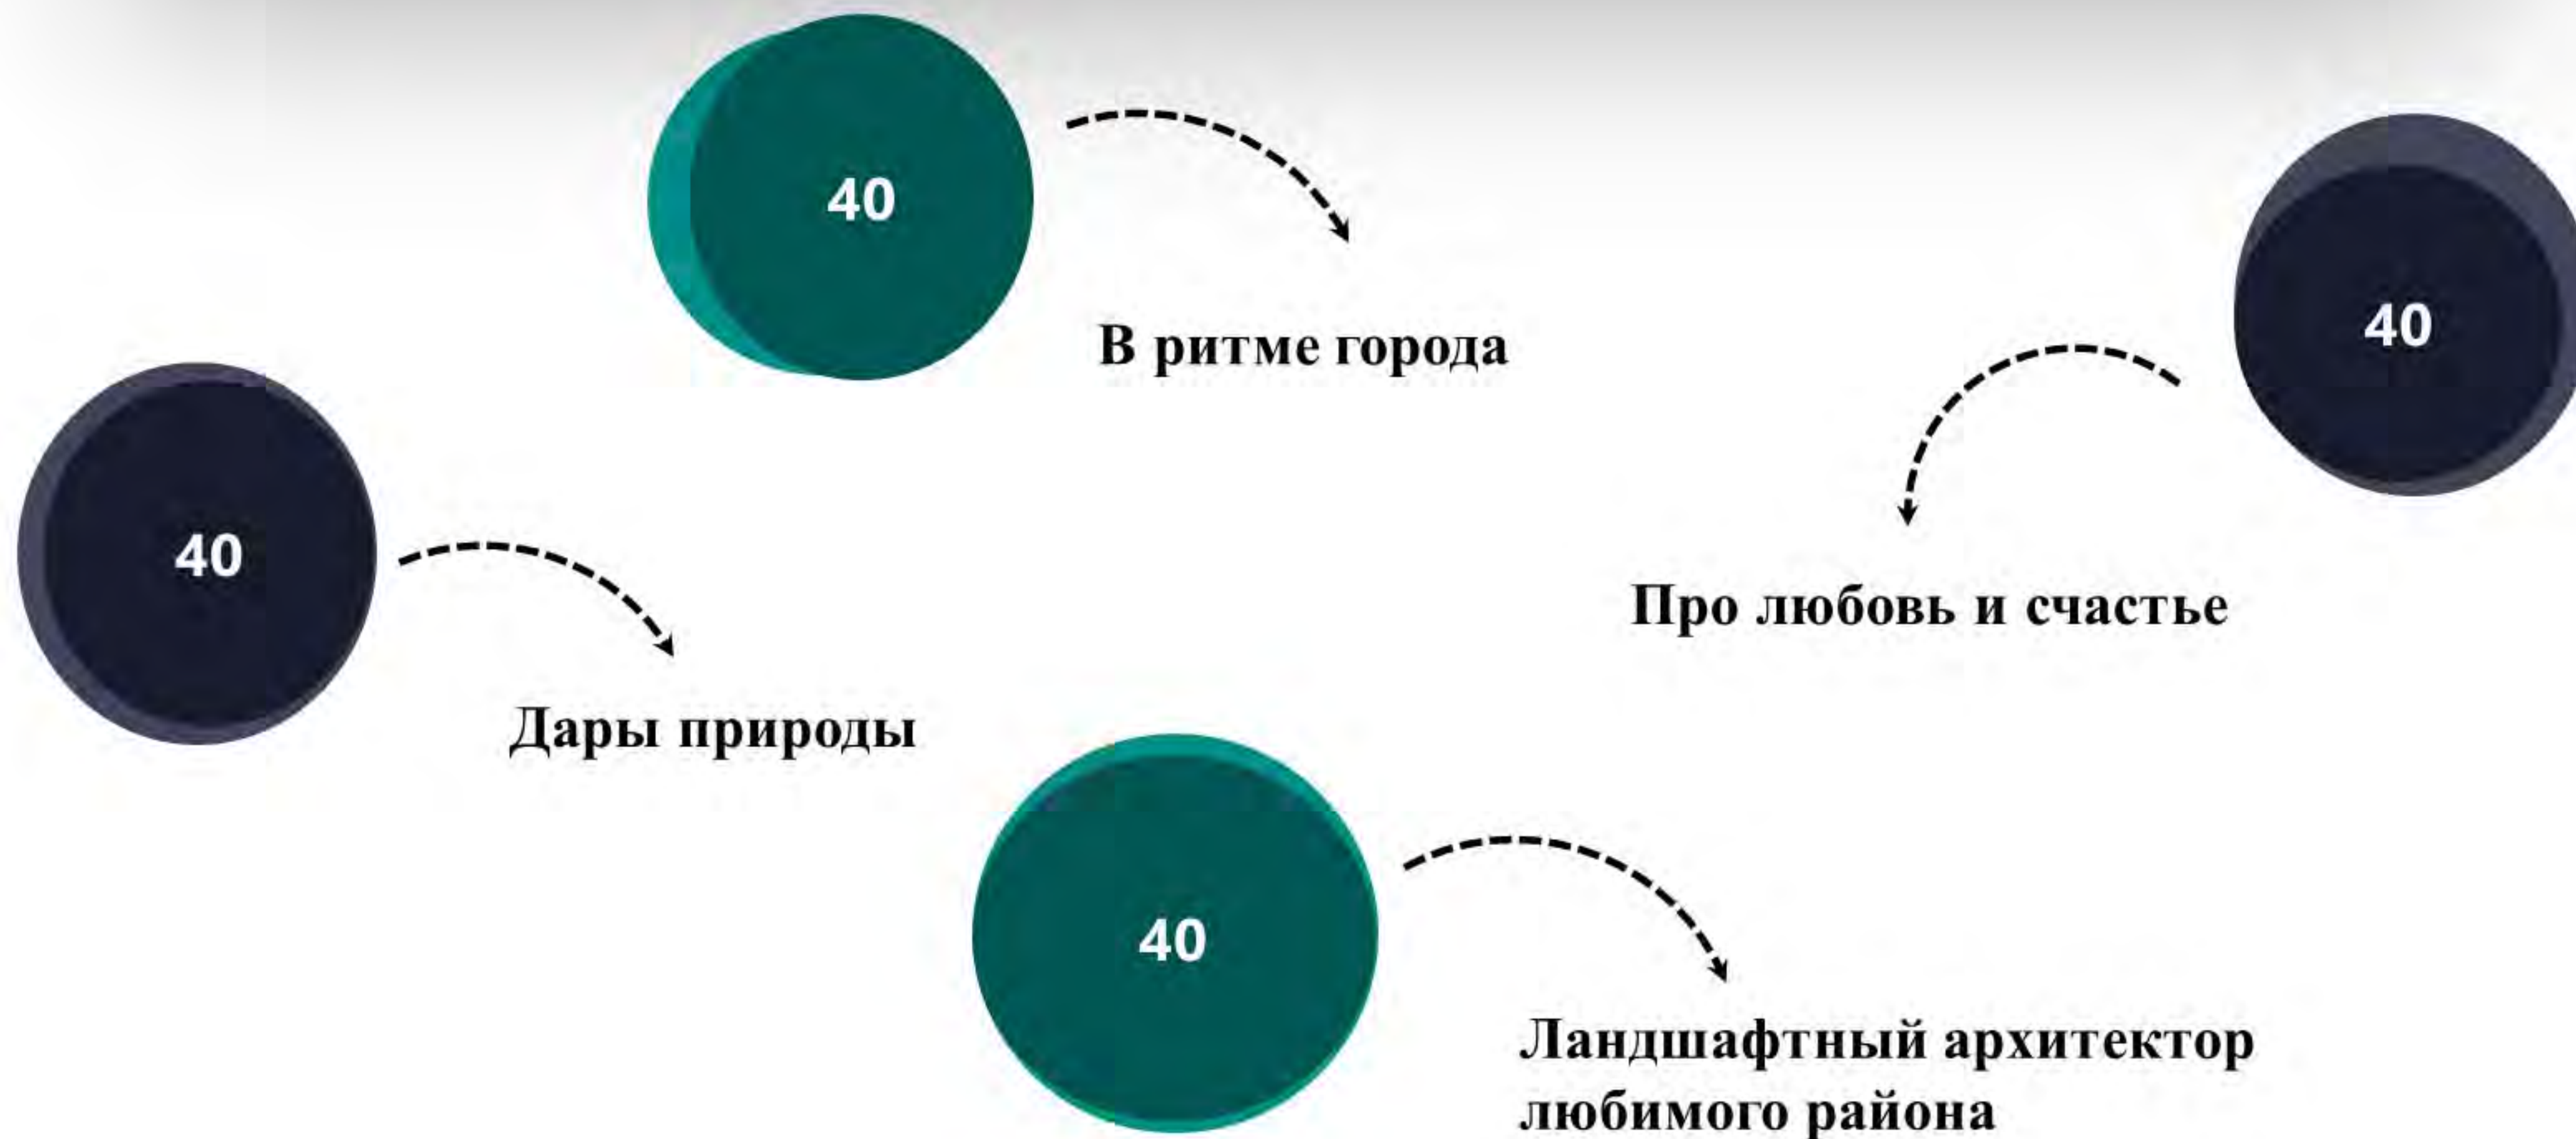 40
В ритме города
40
Про любовь и счастье
40
Дары природы
40
Ландшафтный архитектор
любимого района